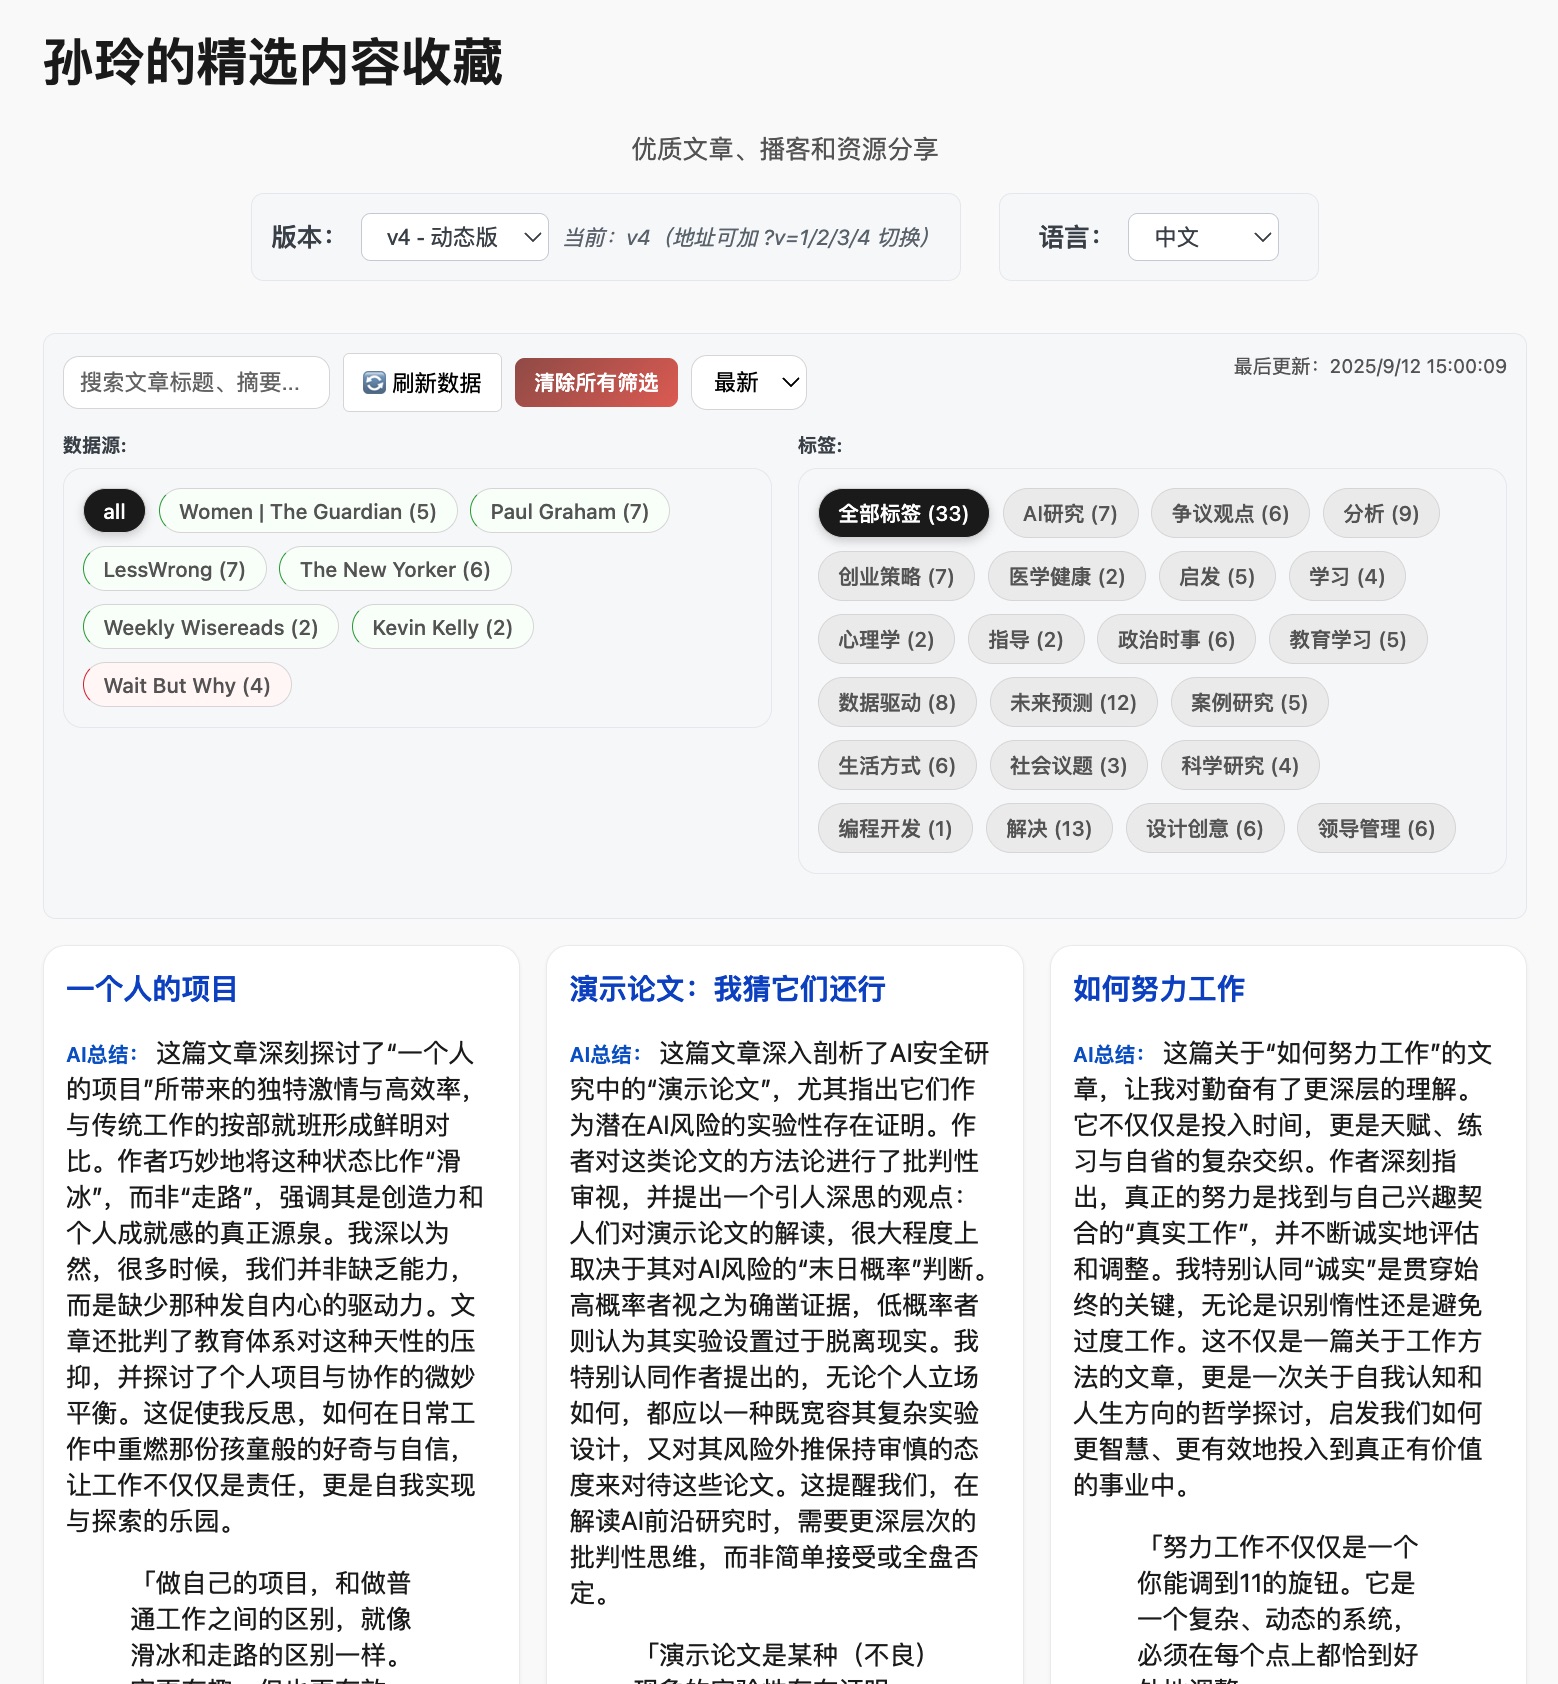 孙玲的精选内容收藏
优质文章、播客和资源分享
版本：
v4 - 动态版
当前：v4（地址可加 ?v=1/2/3/4 切换）
语言：
中文
搜索文章标题、摘要...
刷新数据
清除所有筛选
最新
最后更新：2025/9/12 15:00:09
数据源:
all
Women | The Guardian (5)
Paul Graham (7)
LessWrong (7)
The New Yorker (6)
Weekly Wisereads (2)
Kevin Kelly (2)
Wait But Why (4)
标签:
全部标签 (33)
AI研究 (7)
争议观点 (6)
分析 (9)
创业策略 (7)
医学健康 (2)
启发 (5)
学习 (4)
心理学 (2)
指导 (2)
政治时事 (6)
教育学习 (5)
数据驱动 (8)
未来预测 (12)
案例研究 (5)
生活方式 (6)
社会议题 (3)
科学研究 (4)
编程开发 (1)
解决 (13)
设计创意 (6)
领导管理 (6)
一个人的项目
AI总结： 这篇文章深刻探讨了“一个人
的项目”所带来的独特激情与高效率，
与传统工作的按部就班形成鲜明对
比。作者巧妙地将这种状态比作“滑
冰”，而非“走路”，强调其是创造力和
个人成就感的真正源泉。我深以为
然，很多时候，我们并非缺乏能力，
而是缺少那种发自内心的驱动力。文
章还批判了教育体系对这种天性的压
抑，并探讨了个人项目与协作的微妙
平衡。这促使我反思，如何在日常工
作中重燃那份孩童般的好奇与自信，
让工作不仅仅是责任，更是自我实现
与探索的乐园。
「做自己的项目，和做普
通工作之间的区别，就像
滑冰和走路的区别一样。
演示论文：我猜它们还行
AI总结： 这篇文章深入剖析了AI安全研
究中的“演示论文”，尤其指出它们作
为潜在AI风险的实验性存在证明。作
者对这类论文的方法论进行了批判性
审视，并提出一个引人深思的观点：
人们对演示论文的解读，很大程度上
取决于其对AI风险的“末日概率”判断。
高概率者视之为确凿证据，低概率者
则认为其实验设置过于脱离现实。我
特别认同作者提出的，无论个人立场
如何，都应以一种既宽容其复杂实验
设计，又对其风险外推保持审慎的态
度来对待这些论文。这提醒我们，在
解读AI前沿研究时，需要更深层次的
批判性思维，而非简单接受或全盘否
定。
「演示论文是某种（不良）
如何努力工作
AI总结： 这篇关于“如何努力工作”的文
章，让我对勤奋有了更深层的理解。
它不仅仅是投入时间，更是天赋、练
习与自省的复杂交织。作者深刻指
出，真正的努力是找到与自己兴趣契
合的“真实工作”，并不断诚实地评估
和调整。我特别认同“诚实”是贯穿始
终的关键，无论是识别惰性还是避免
过度工作。这不仅是一篇关于工作方
法的文章，更是一次关于自我认知和
人生方向的哲学探讨，启发我们如何
更智慧、更有效地投入到真正有价值
的事业中。
「努力工作不仅仅是一个
你能调到11的旋钮。它是
一个复杂、动态的系统，
必须在每个点上都恰到好